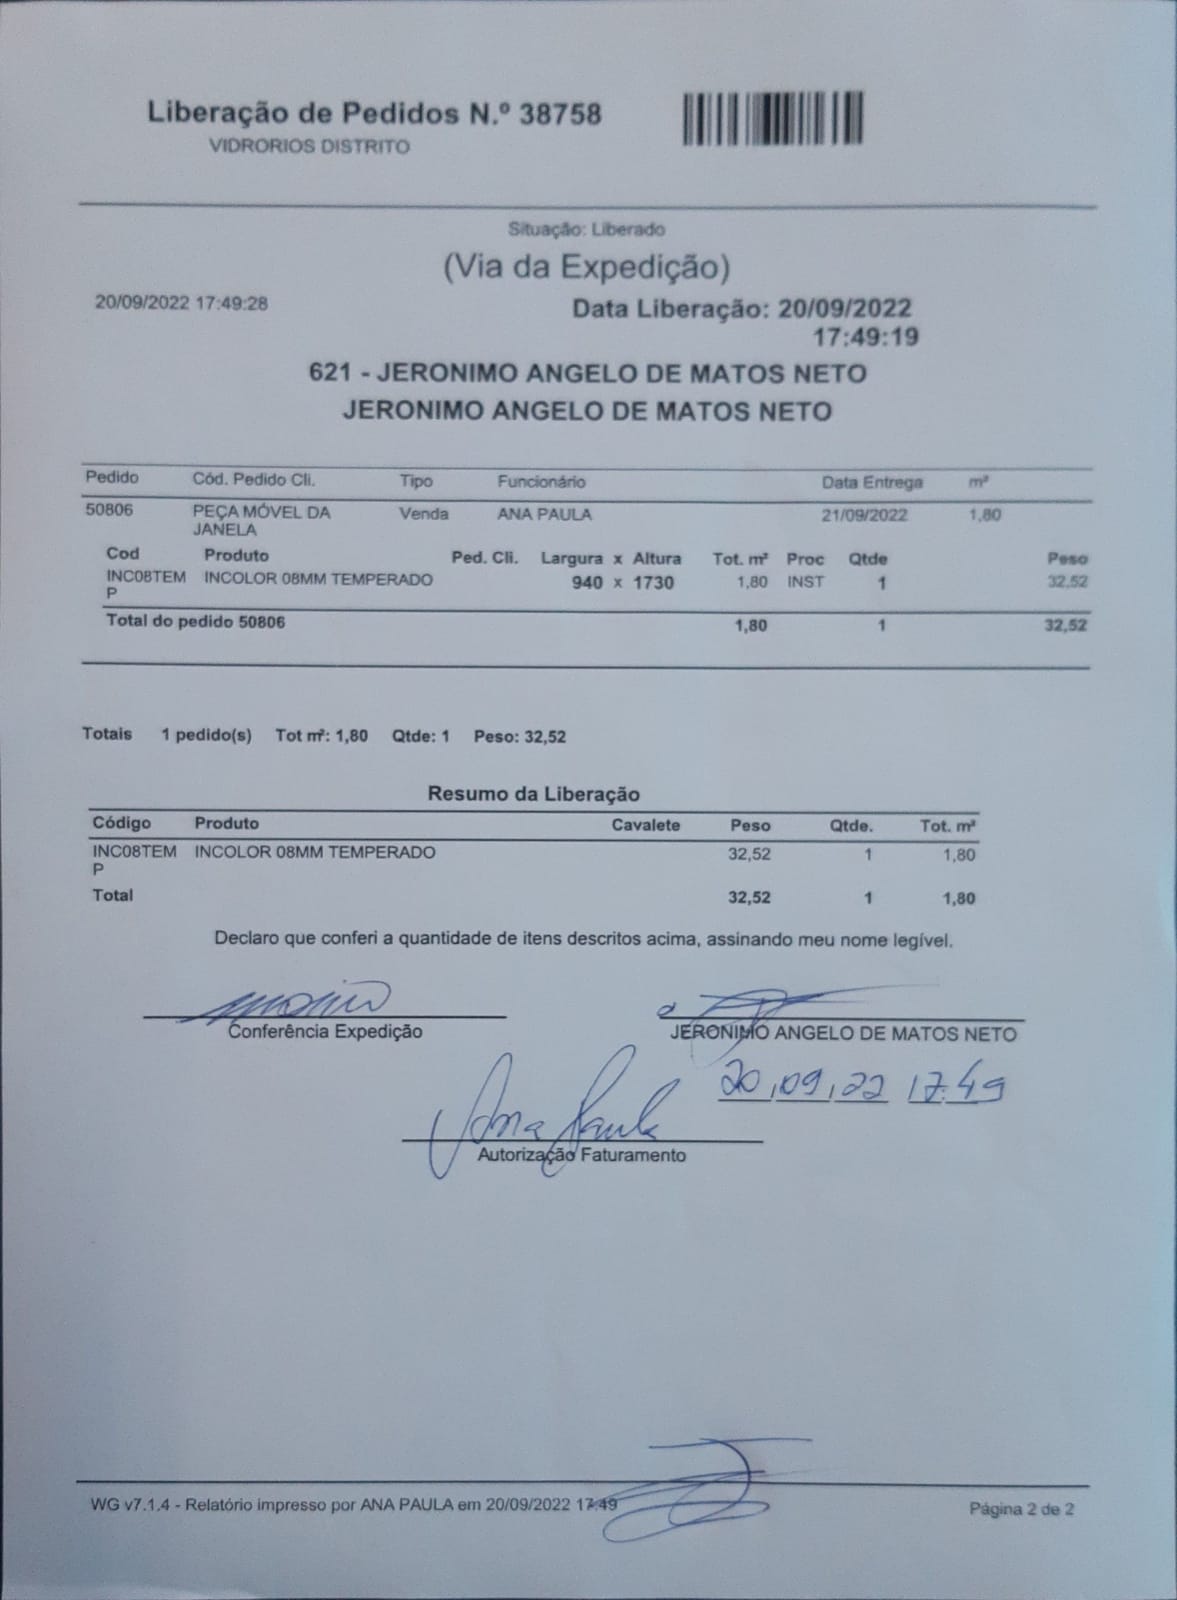 Liberação de Pedidos N.º 38758
VIDRORIOS DISTRITO
Situação: Liberado
(Via da Expedição)
20/09/2022 17:49:28
Data Liberação: 20/09/2022
17:49:19
621 - JERONIMO ANGELO DE MATOS NETO
JERONIMO ANGELO DE MATOS NETO
Pedido Cód. Pedido Cli. Tipo Funcionário Data Entrega m²
50806 PEÇA MÓVEL DA Venda ANA PAULA 21/09/2022 1,80
JANELA
Cod Produto Ped. Cli. Largura x Altura Tot. m² Proc Qtde Peso
INC08TEM INCOLOR 08MM TEMPERADO 940 x 1730 1,80 INST 1 32,52
P
Total do pedido 50806 1,80 1 32,52
Totais 1 pedido(s) Tot m²: 1,80 Qtde: 1 Peso: 32,52
Resumo da Liberação
Código Produto Cavalete Peso Qtde. Tot. m²
INC08TEM INCOLOR 08MM TEMPERADO 32,52 1 1,80
P
Total 32,52 1 1,80
Declaro que conferi a quantidade de itens descritos acima, assinando meu nome legível.
Conferência Expedição
JERONIMO ANGELO DE MATOS NETO
20,09,22 17:49
Ana Paula
Autorização Faturamento
WG v7.1.4 - Relatório impresso por ANA PAULA em 20/09/2022 17:49
Página 2 de 2